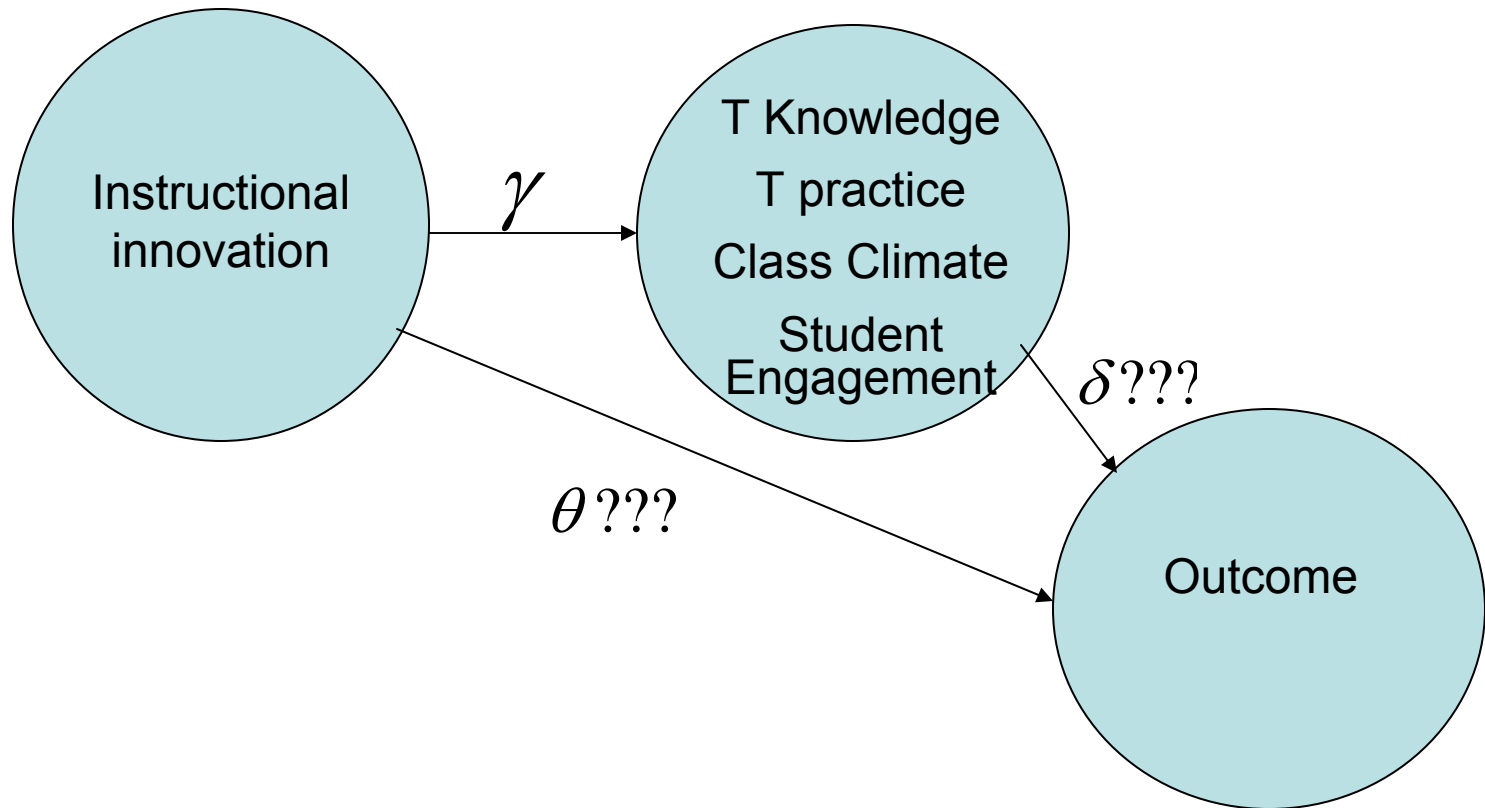 Instructional
innovation
γ
T Knowledge
T practice
Class Climate
Student
Engagement
δ???
θ???
Outcome